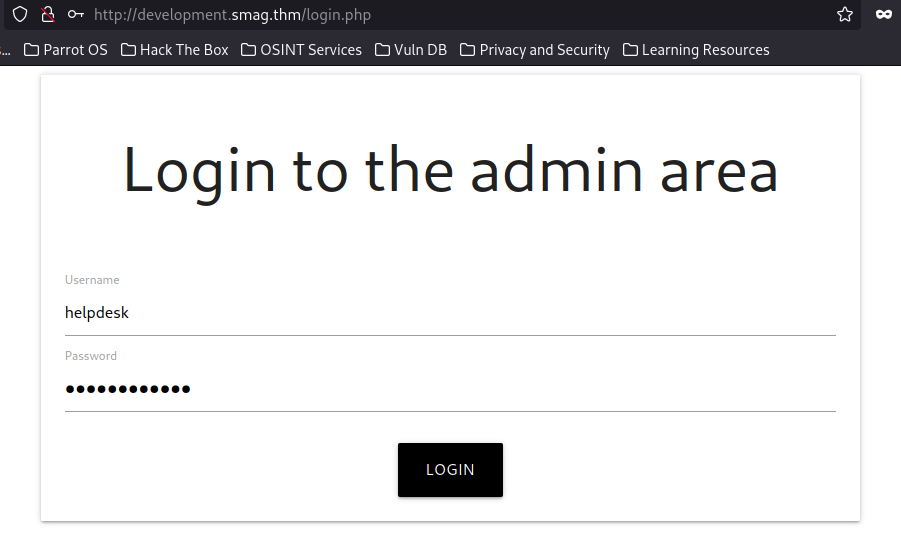 http://development.smag.thm/login.php
... Parrot OS Hack The Box OSINT Services Vuln DB Privacy and Security Learning Resources
Login to the admin area
Username
helpdesk
Password
••••••••••••
LOGIN